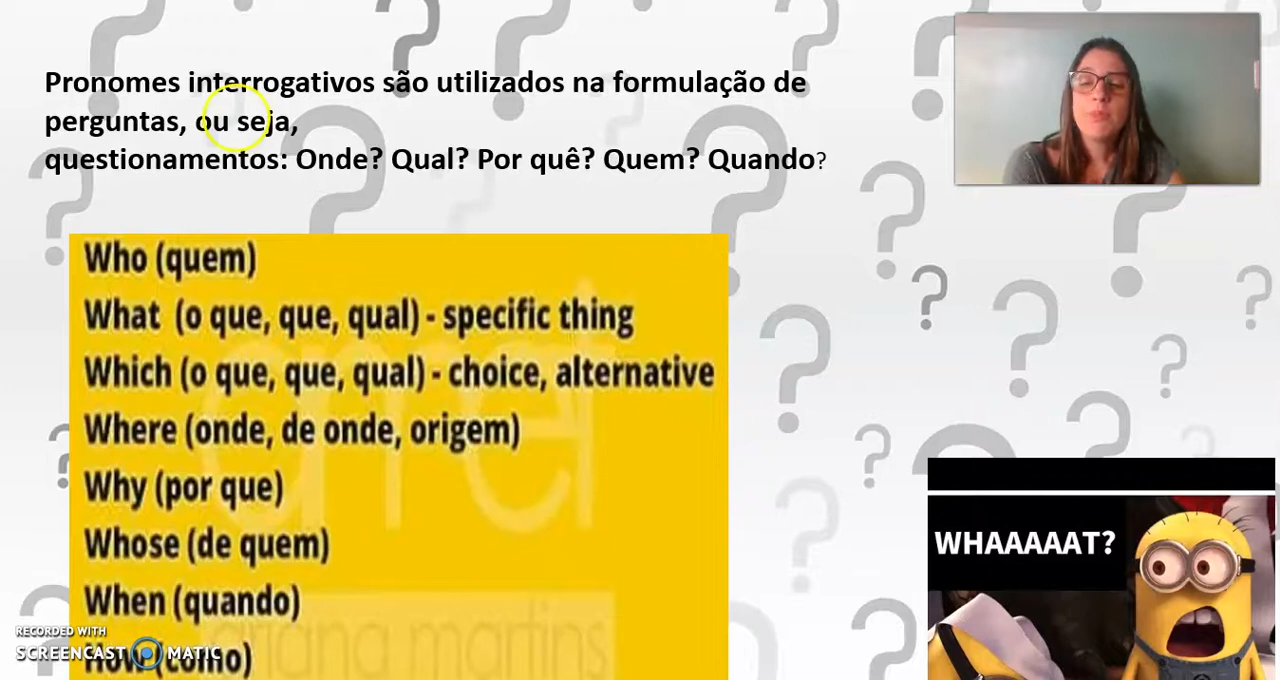 Pronomes interrogativos são utilizados na formulação de
perguntas, ou seja,
questionamentos: Onde? Qual? Por quê? Quem? Quando?
Who (quem)
What (o que, que, qual) - specific thing
Which (o que, que, qual) - choice, alternative
Where (onde, de onde, origem)
Why (por que)
Whose (de quem)
When (quando)
How (como)
WHAAAAAT?
RECORDED WITH
SCREENCAST MATIC
ariana martins